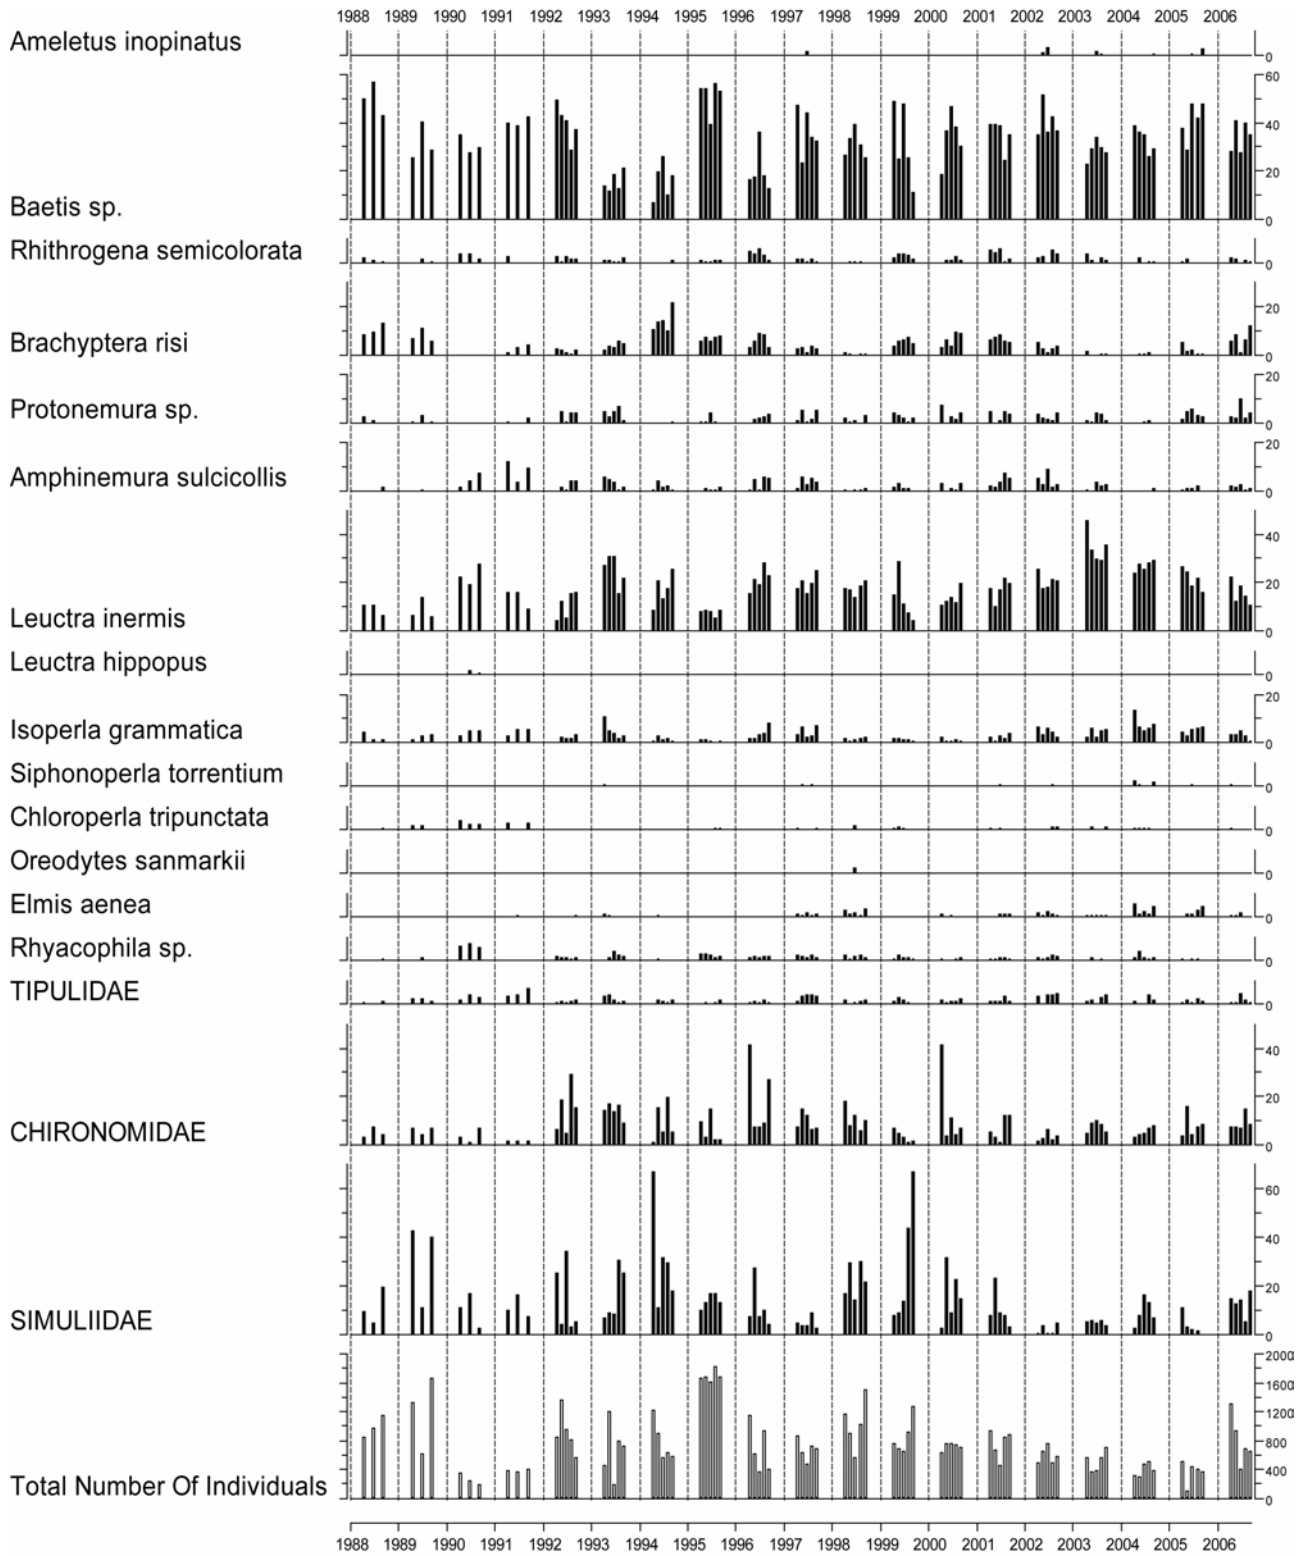 1988 1989 1990 1991 1992 1993 1994 1995 1996 1997 1998 1999 2000 2001 2002 2003 2004 2005 2006
Ameletus inopinatus
0
60
40
20
Baetis sp.
0
Rhithrogena semicolorata
0
20
Brachyptera risi
0
20
Protonemura sp.
0
20
Amphinemura sulcicollis
0
40
20
Leuctra inermis
0
Leuctra hippopus
0
20
Isoperla grammatica
0
Siphonoperla torrentium
0
Chloroperla tripunctata
0
Oreodytes sanmarkii
0
Elmis aenea
0
Rhyacophila sp.
0
TIPULIDAE
0
40
20
CHIRONOMIDAE
0
60
40
20
SIMULIIDAE
0
2000
1600
1200
800
400
Total Number Of Individuals
0
1988 1989 1990 1991 1992 1993 1994 1995 1996 1997 1998 1999 2000 2001 2002 2003 2004 2005 2006